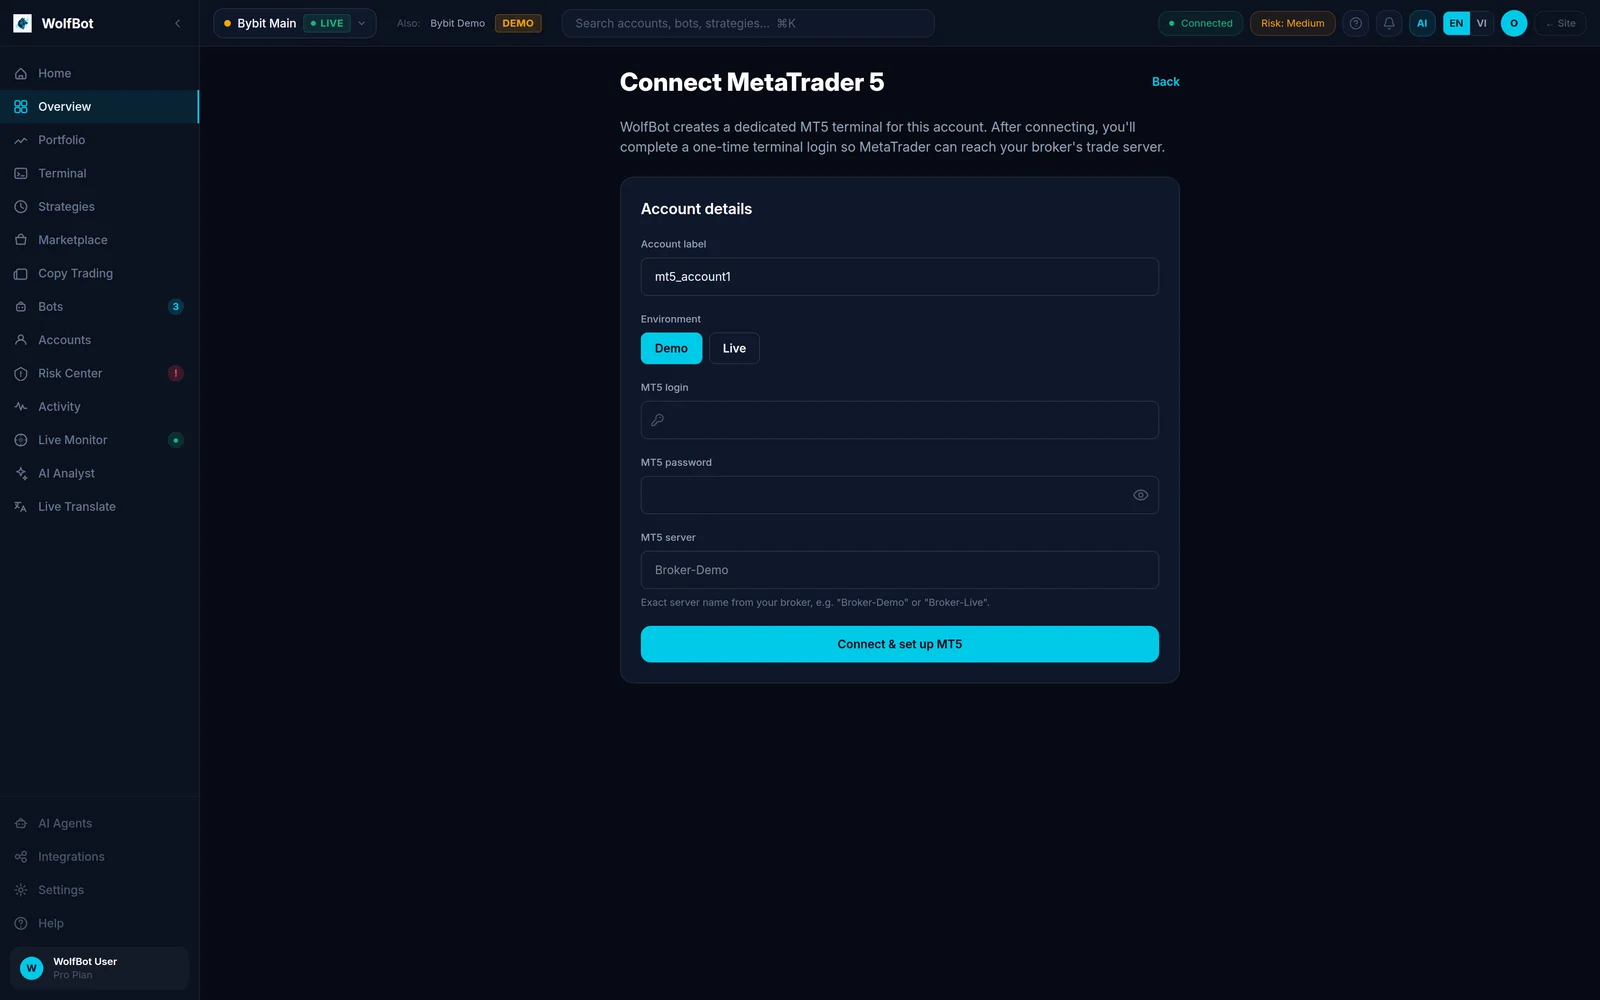 WolfBot
Bybit Main
LIVE
Also:
Bybit Demo
DEMO
Search accounts, bots, strategies... ⌘K
Connected
Risk: Medium
AI
EN
VI
O
← Site
Home
Overview
Portfolio
Terminal
Strategies
Marketplace
Copy Trading
Bots
3
Accounts
Risk Center
!
Activity
Live Monitor
AI Analyst
Live Translate
AI Agents
Integrations
Settings
Help
W
WolfBot User
Pro Plan
Connect MetaTrader 5
Back
WolfBot creates a dedicated MT5 terminal for this account. After connecting, you'll
complete a one-time terminal login so MetaTrader can reach your broker's trade server.
Account details
Account label
mt5_account1
Environment
Demo
Live
MT5 login
MT5 password
MT5 server
Broker-Demo
Exact server name from your broker, e.g. "Broker-Demo" or "Broker-Live".
Connect & set up MT5